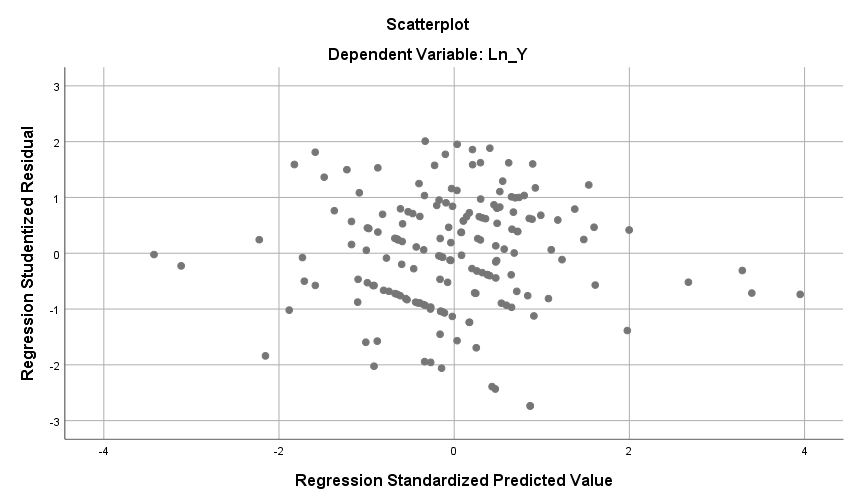 Scatterplot
Dependent Variable: Ln_Y
Regression Studentized Residual
3
2
1
0
-1
-2
-3
-4 -2 0 2 4
Regression Standardized Predicted Value